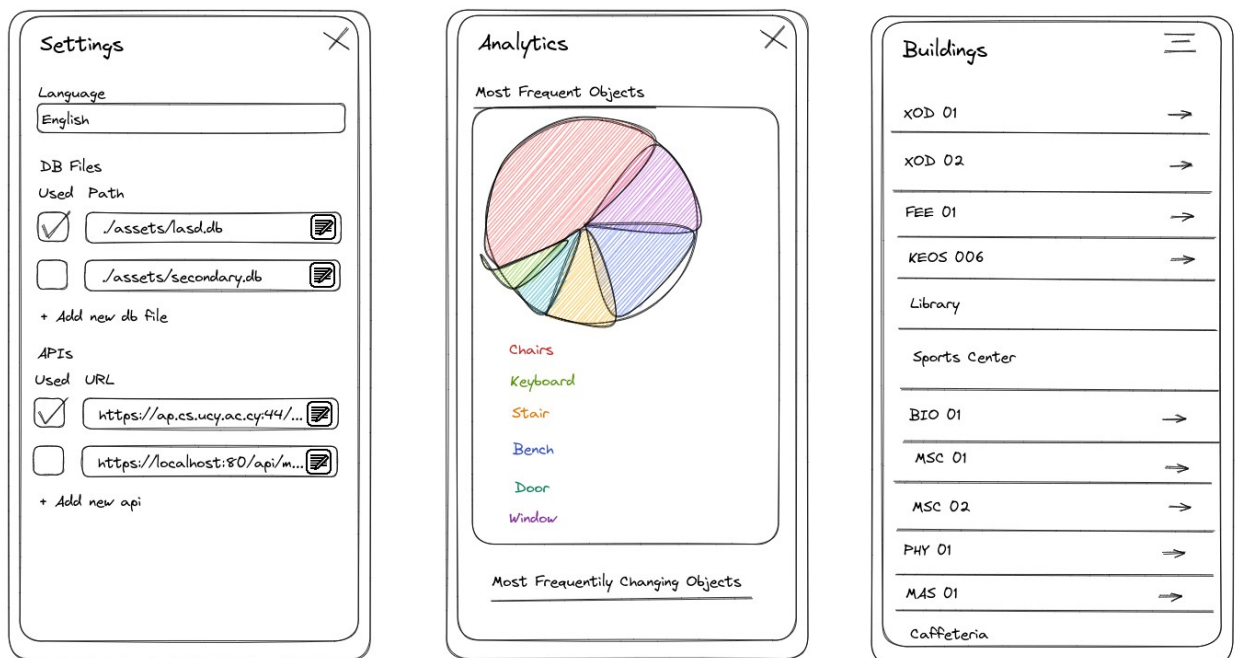 Settings
Language
English
DB Files
Used Path
./assets/lasd.db
./assets/secondary.db
+ Add new db file
APIs
Used URL
https://ap.cs.ucy.ac.cy:44/...
https://localhost:80/api/m...
+ Add new api
Analytics
Most Frequent Objects
Chairs
Keyboard
Stair
Bench
Door
Window
Most Frequentily Changing Objects
Buildings
XOD 01
XOD 02
FEE 01
KEOS 006
Library
Sports Center
BIO 01
MSC 01
MSC 02
PHY 01
MAS 01
Caffeteria